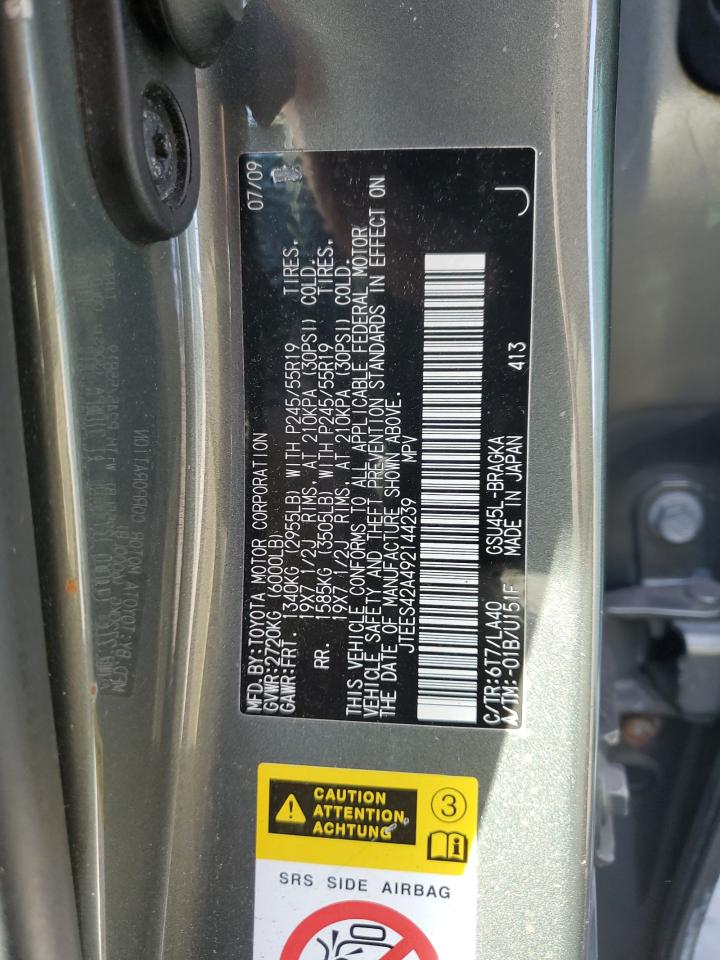 MFD.BY:TOYOTA MOTOR CORPORATION 07/09
GVWR:2720KG (6000LB)
GAWR:FRT. 1340KG (2955LB) WITH P245/55R19 TIRES,
19X7 1/2J RIMS, AT 210KPA (30PSI) COLD.
RR. 1585KG (3505LB) WITH P245/55R19 TIRES,
19X7 1/2J RIMS, AT 210KPA (30PSI) COLD.
THIS VEHICLE CONFORMS TO ALL APPLICABLE FEDERAL MOTOR
VEHICLE SAFETY AND THEFT PREVENTION STANDARDS IN EFFECT ON
THE DATE OF MANUFACTURE SHOWN ABOVE.
JTEES42A492144239 MPV
C/TR:6T7/LA40 GSU45L-BRAGKA 413
A/TM:-01B/U151F MADE IN JAPAN
J
CAUTION
ATTENTION,
ACHTUNG
3
i
SRS SIDE AIRBAG